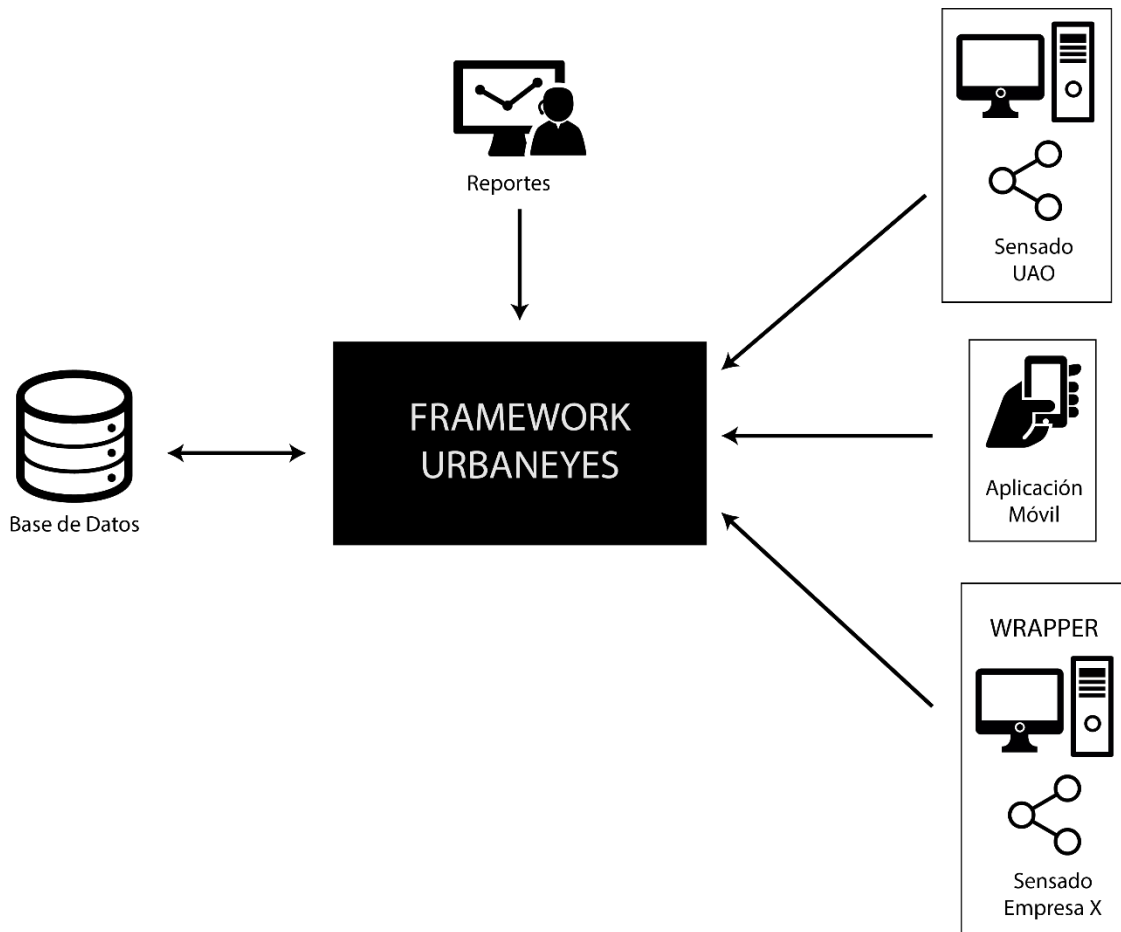 Reportes
Sensado
UAO
FRAMEWORK
URBANEYES
Base de Datos
Aplicación
Móvil
WRAPPER
Sensado
Empresa X